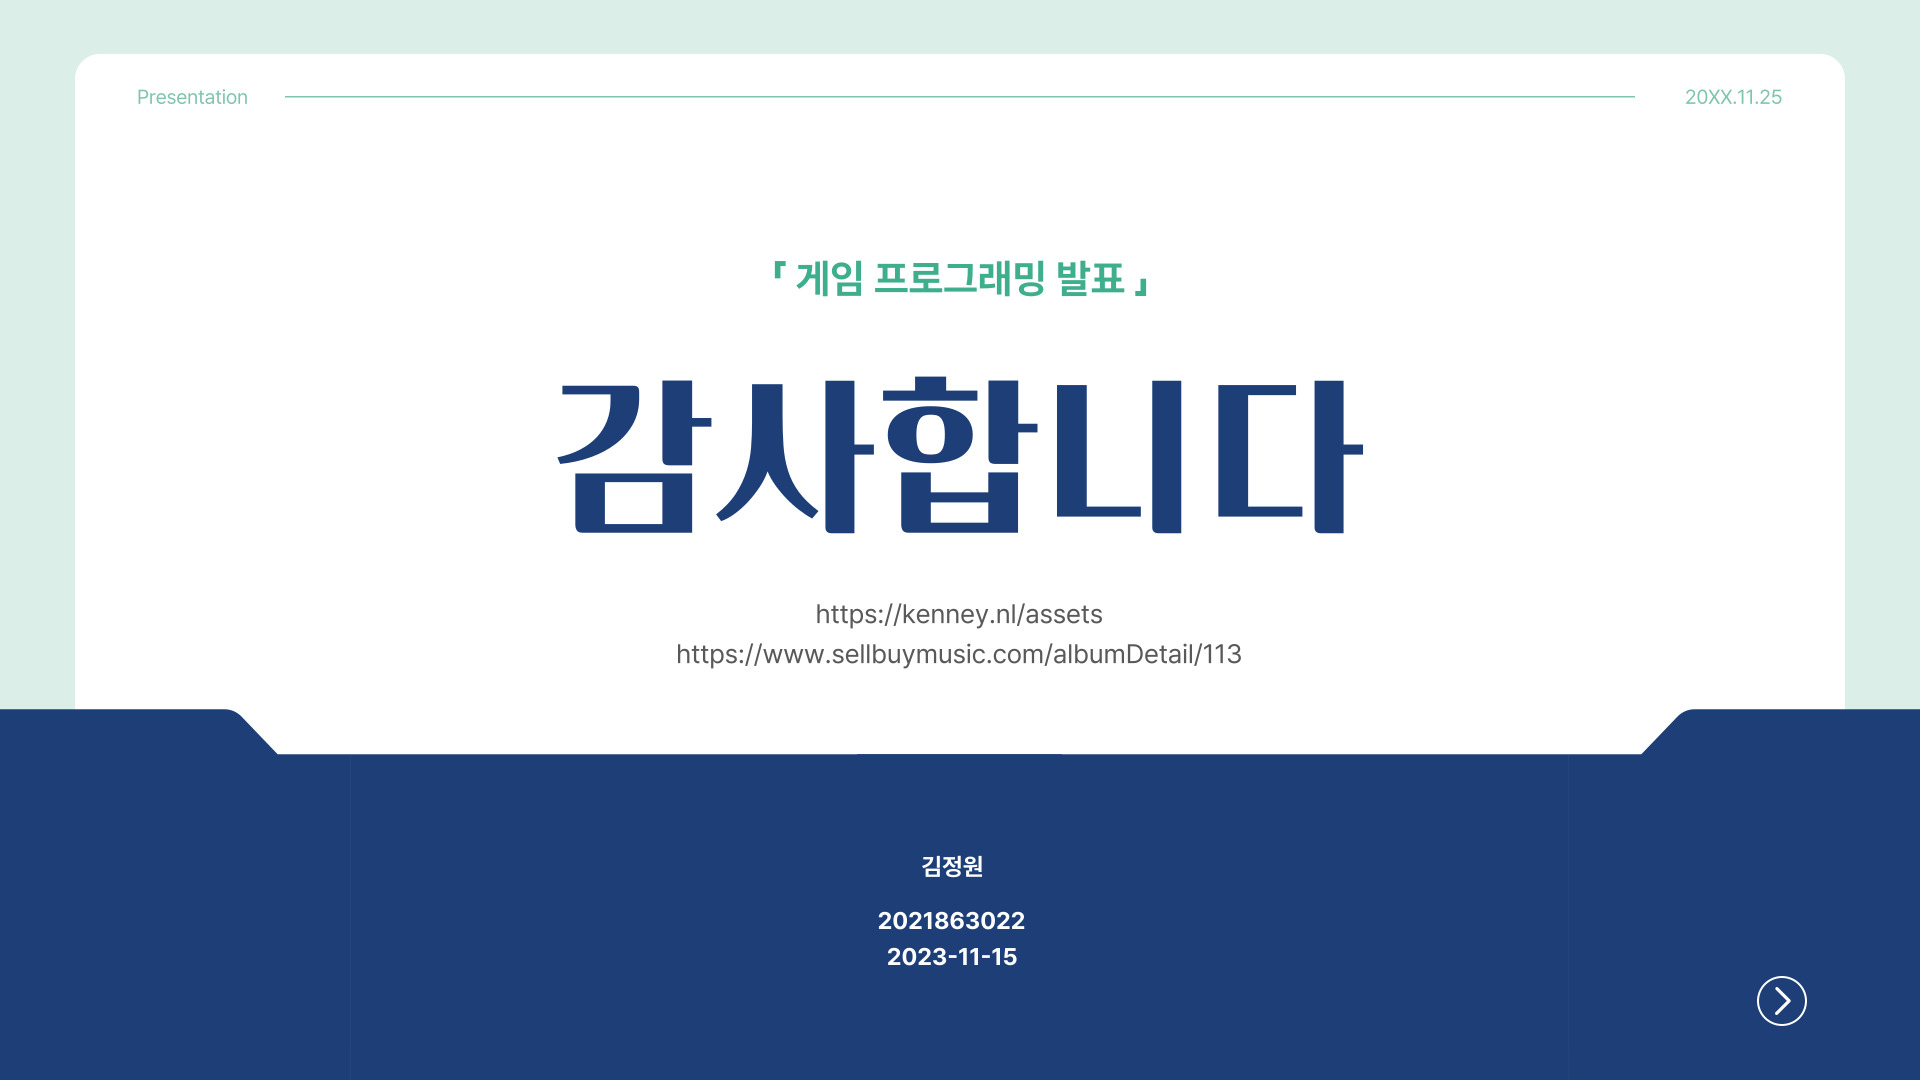 Presentation
20XX.11.25
「 게임 프로그래밍 발표 」
감사합니다
https://kenney.nl/assets
https://www.sellbuymusic.com/albumDetail/113
김정원
2021863022
2023-11-15